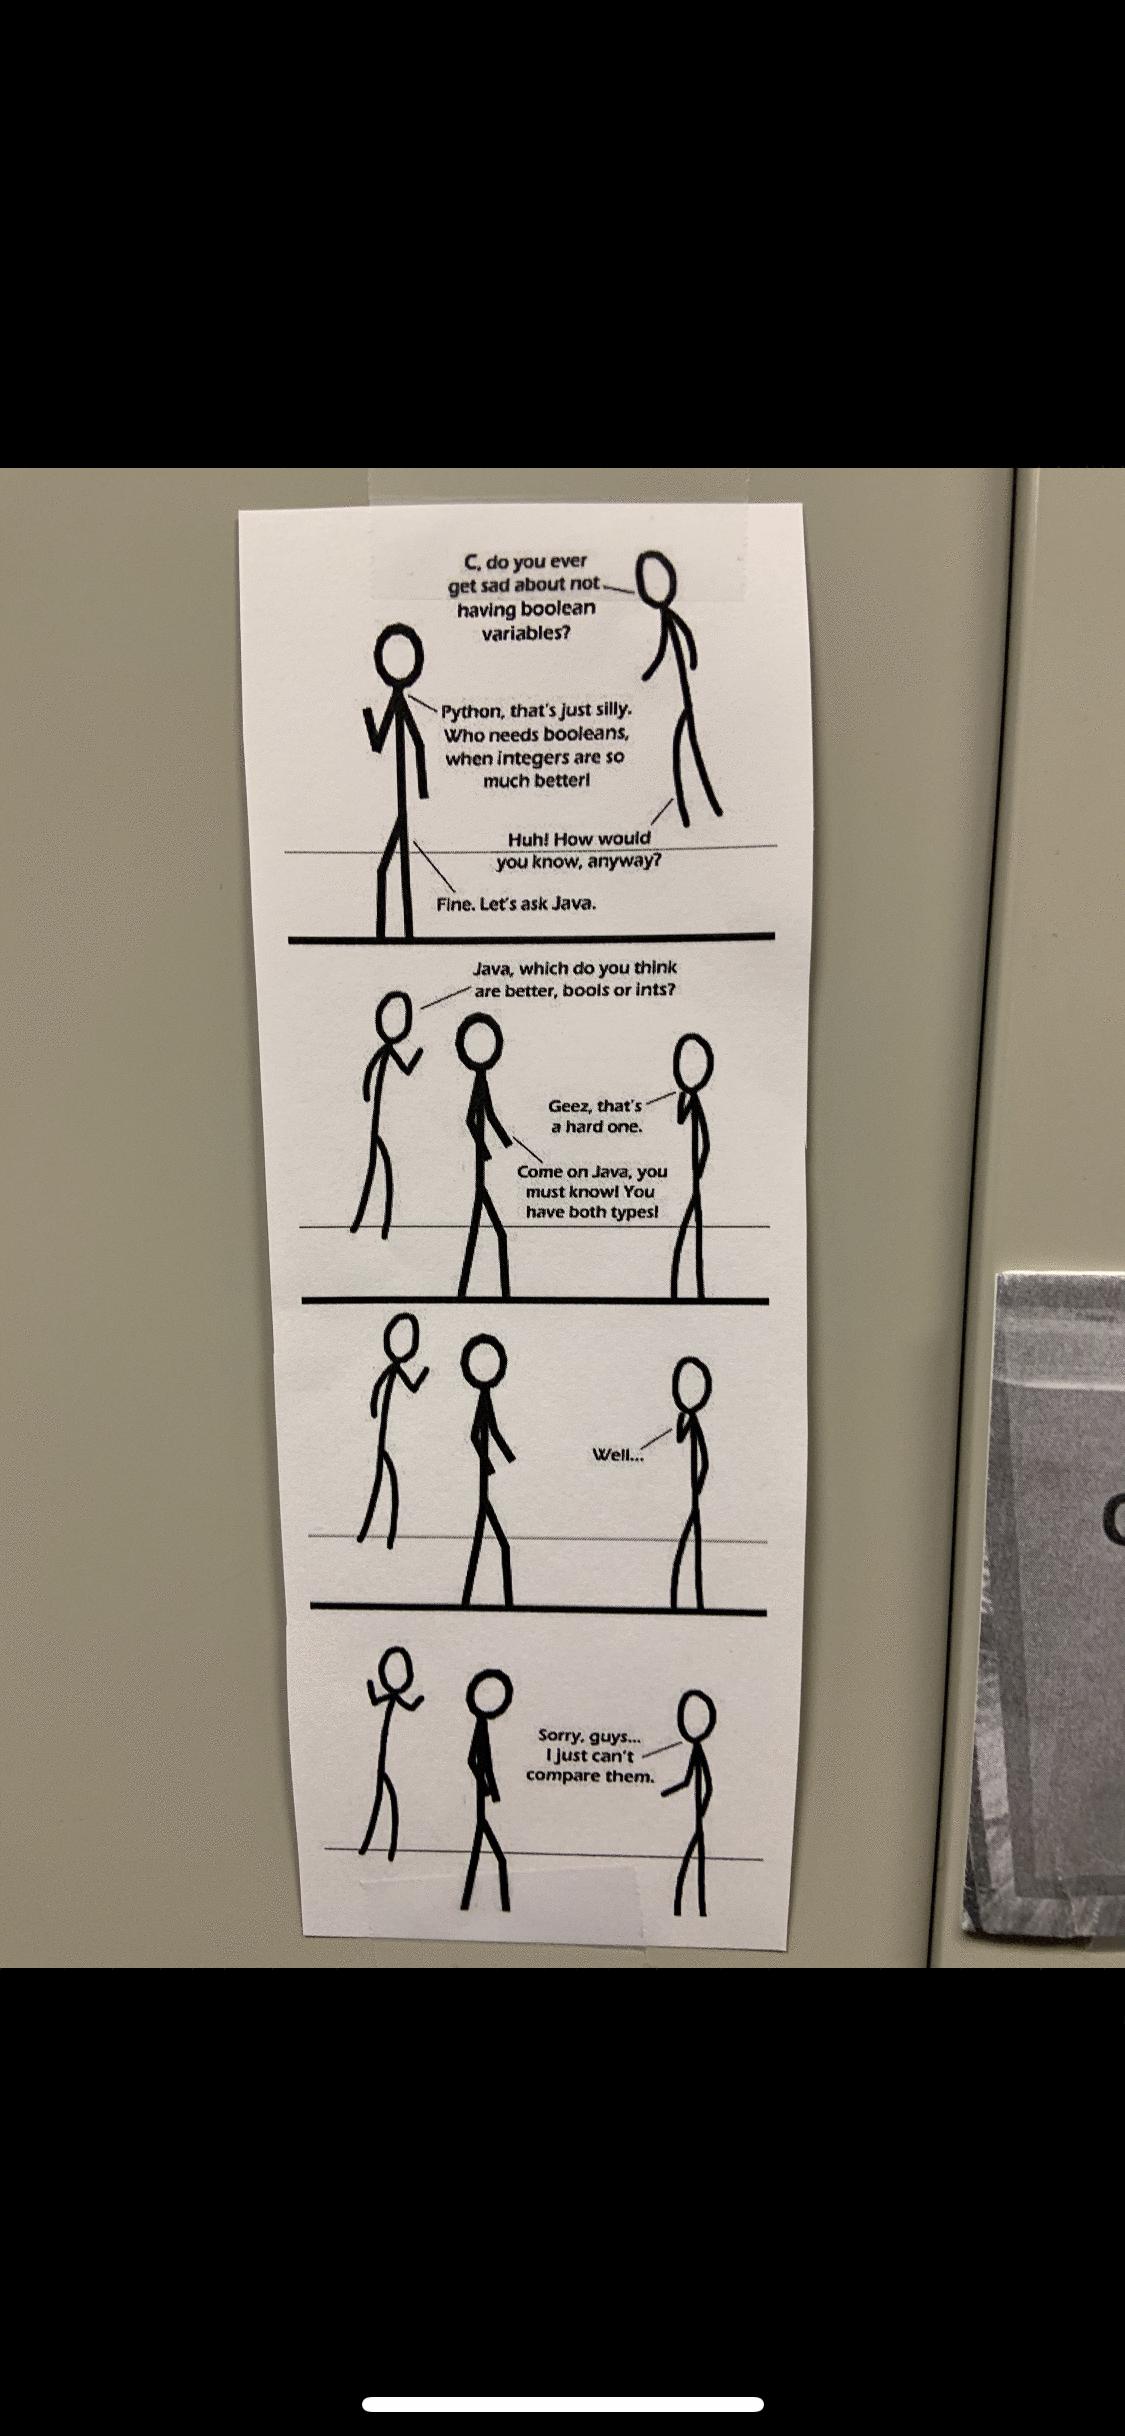 C, do you ever
get sad about not
having boolean
variables?
Python, that's just silly.
Who needs booleans,
when integers are so
much better!
Huh! How would
you know, anyway?
Fine. Let's ask Java.
Java, which do you think
are better, bools or ints?
Geez, that's
a hard one.
Come on Java, you
must know! You
have both types!
Well...
Sorry, guys...
I just can't
compare them.